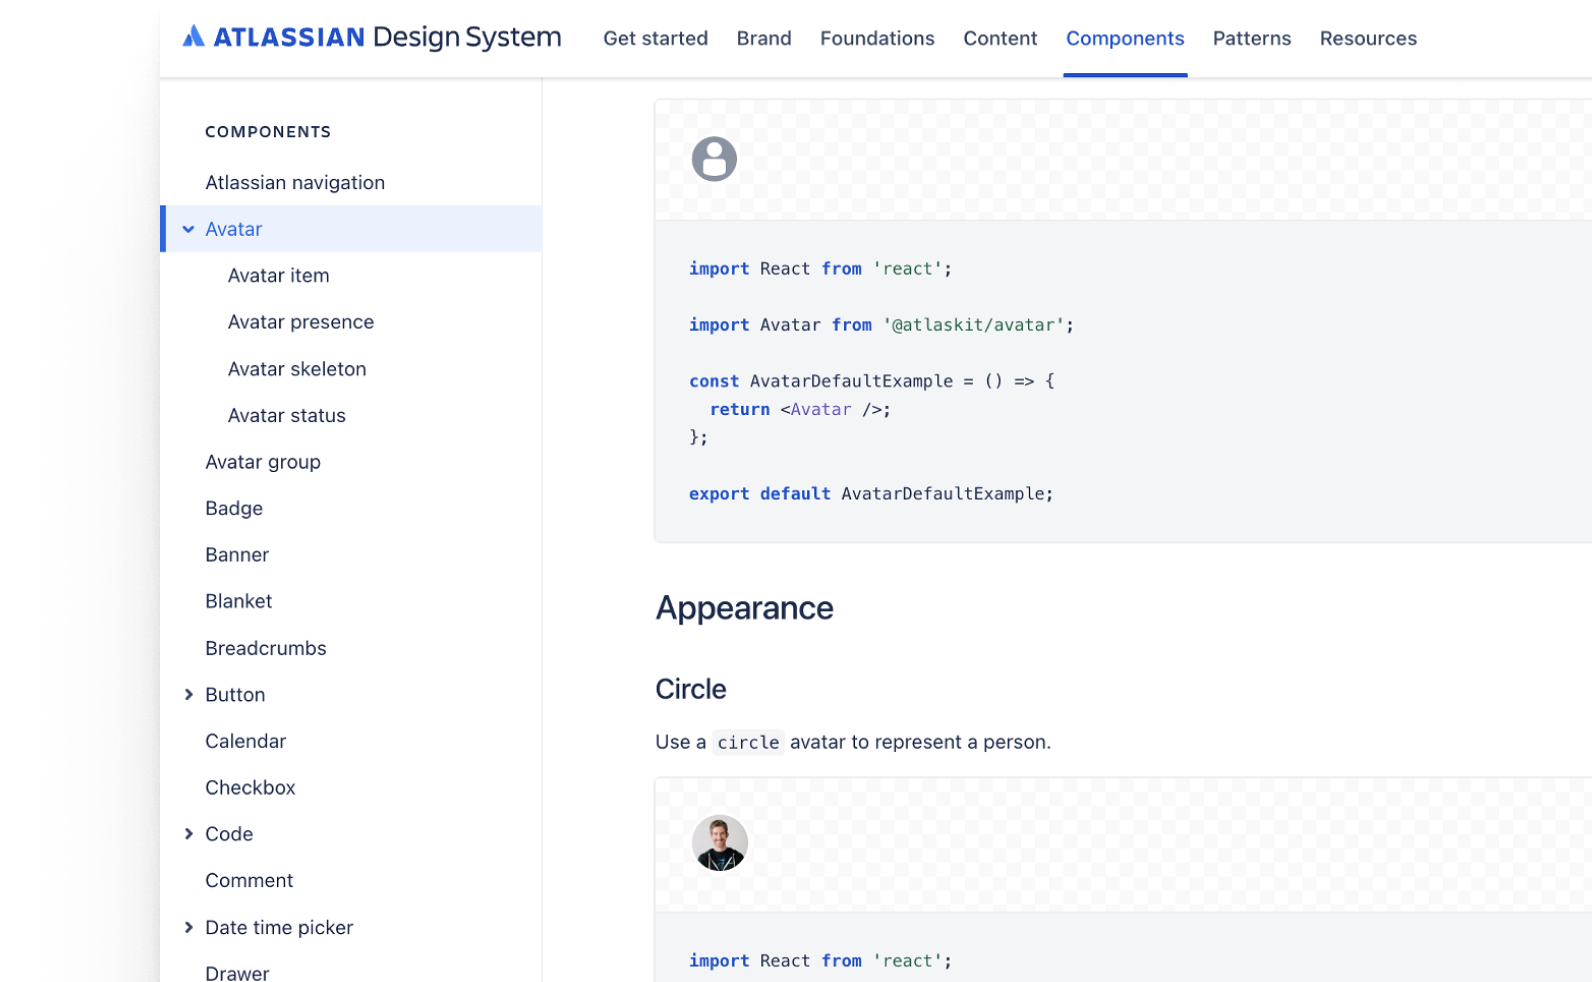 ATLASSIAN Design System
Get started
Brand
Foundations
Content
Components
Patterns
Resources
COMPONENTS
Atlassian navigation
Avatar
Avatar item
Avatar presence
Avatar skeleton
Avatar status
Avatar group
Badge
Banner
Blanket
Breadcrumbs
Button
Calendar
Checkbox
Code
Comment
Date time picker
Drawer
import React from 'react';
import Avatar from '@atlaskit/avatar';
const AvatarDefaultExample = () => {
  return <Avatar />;
};
export default AvatarDefaultExample;
Appearance
Circle
Use a circle avatar to represent a person.
import React from 'react';